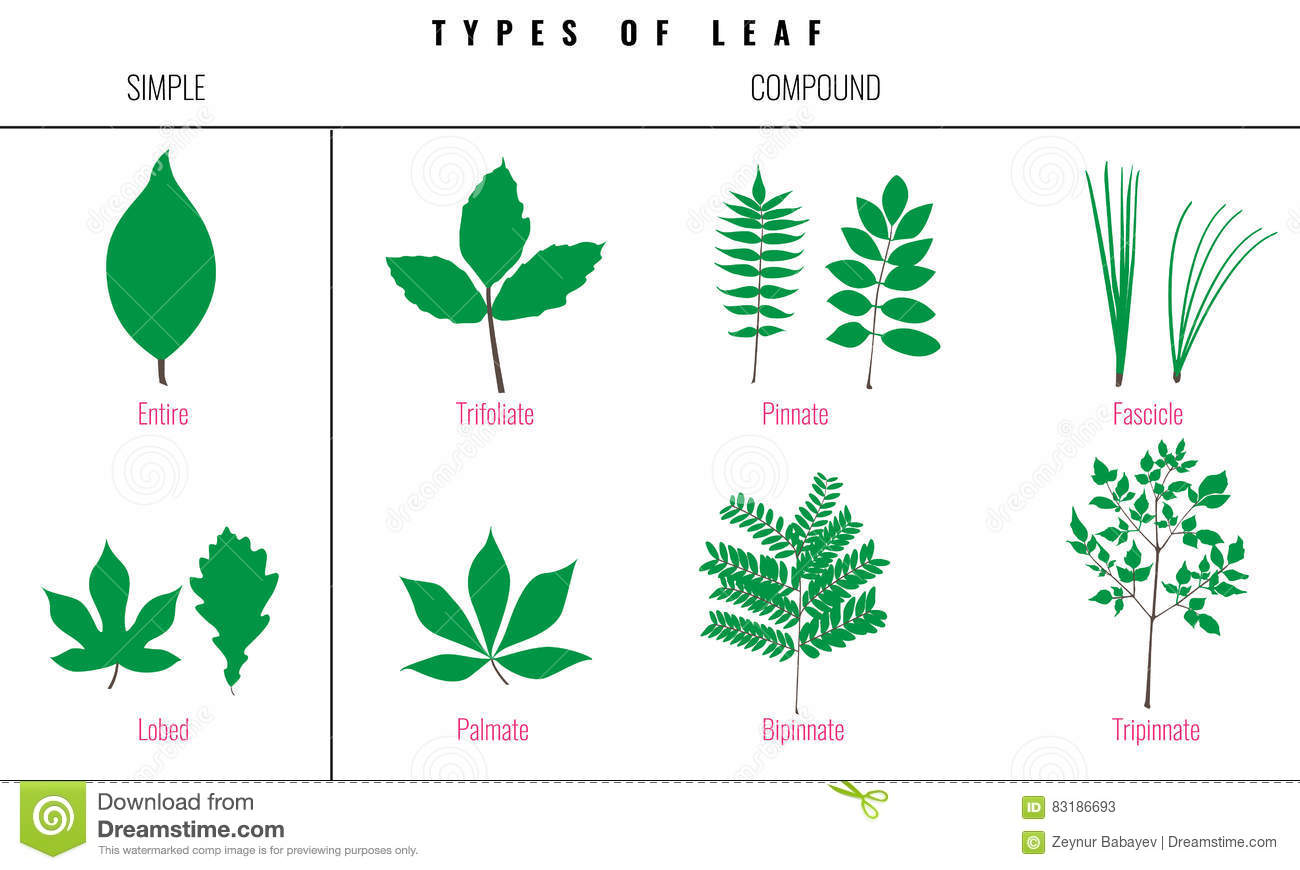 TYPES OF LEAF
SIMPLE
COMPOUND
Entire
Trifoliate
Pinnate
Fascicle
Lobed
Palmate
Bipinnate
Tripinnate
Download from
Dreamstime.com
This watermarked comp image is for previewing purposes only.
ID 83186693
© Zeynur Babayev | Dreamstime.com